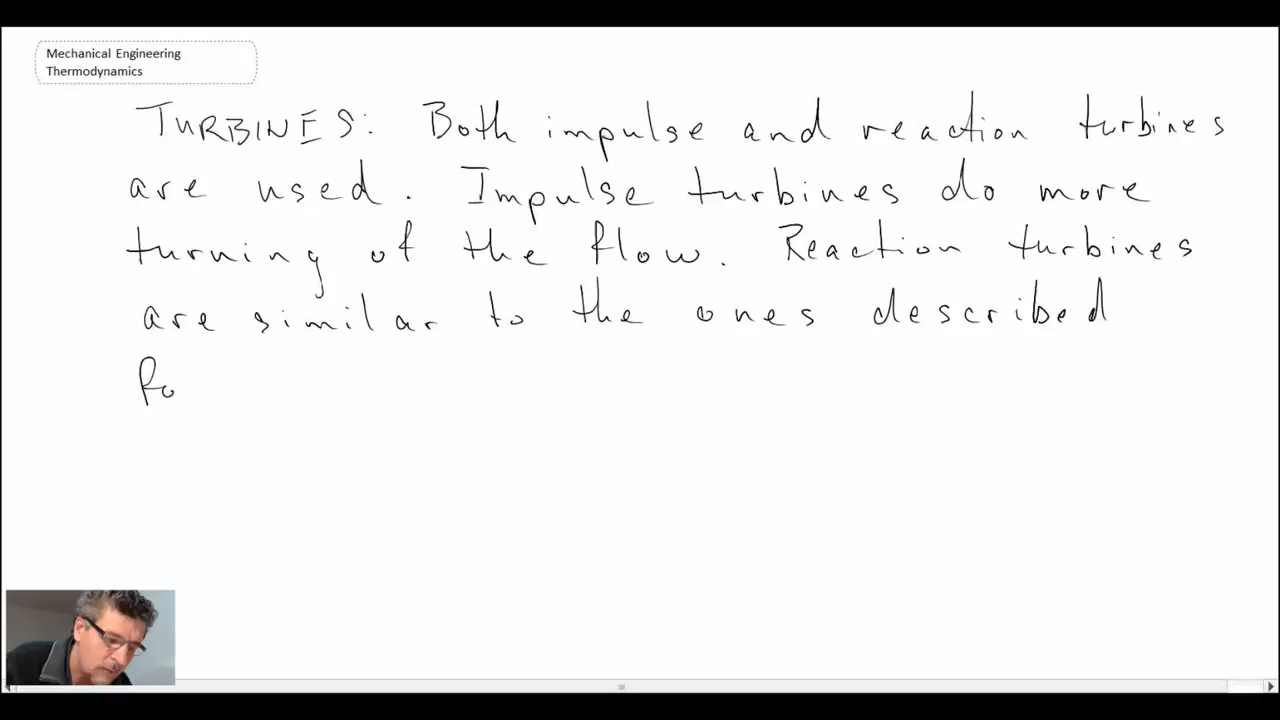 Mechanical Engineering
Thermodynamics
TURBINES: Both impulse and reaction turbines
are used. Impulse turbines do more
turning of the flow. Reaction turbines
are similar to the ones described
fo